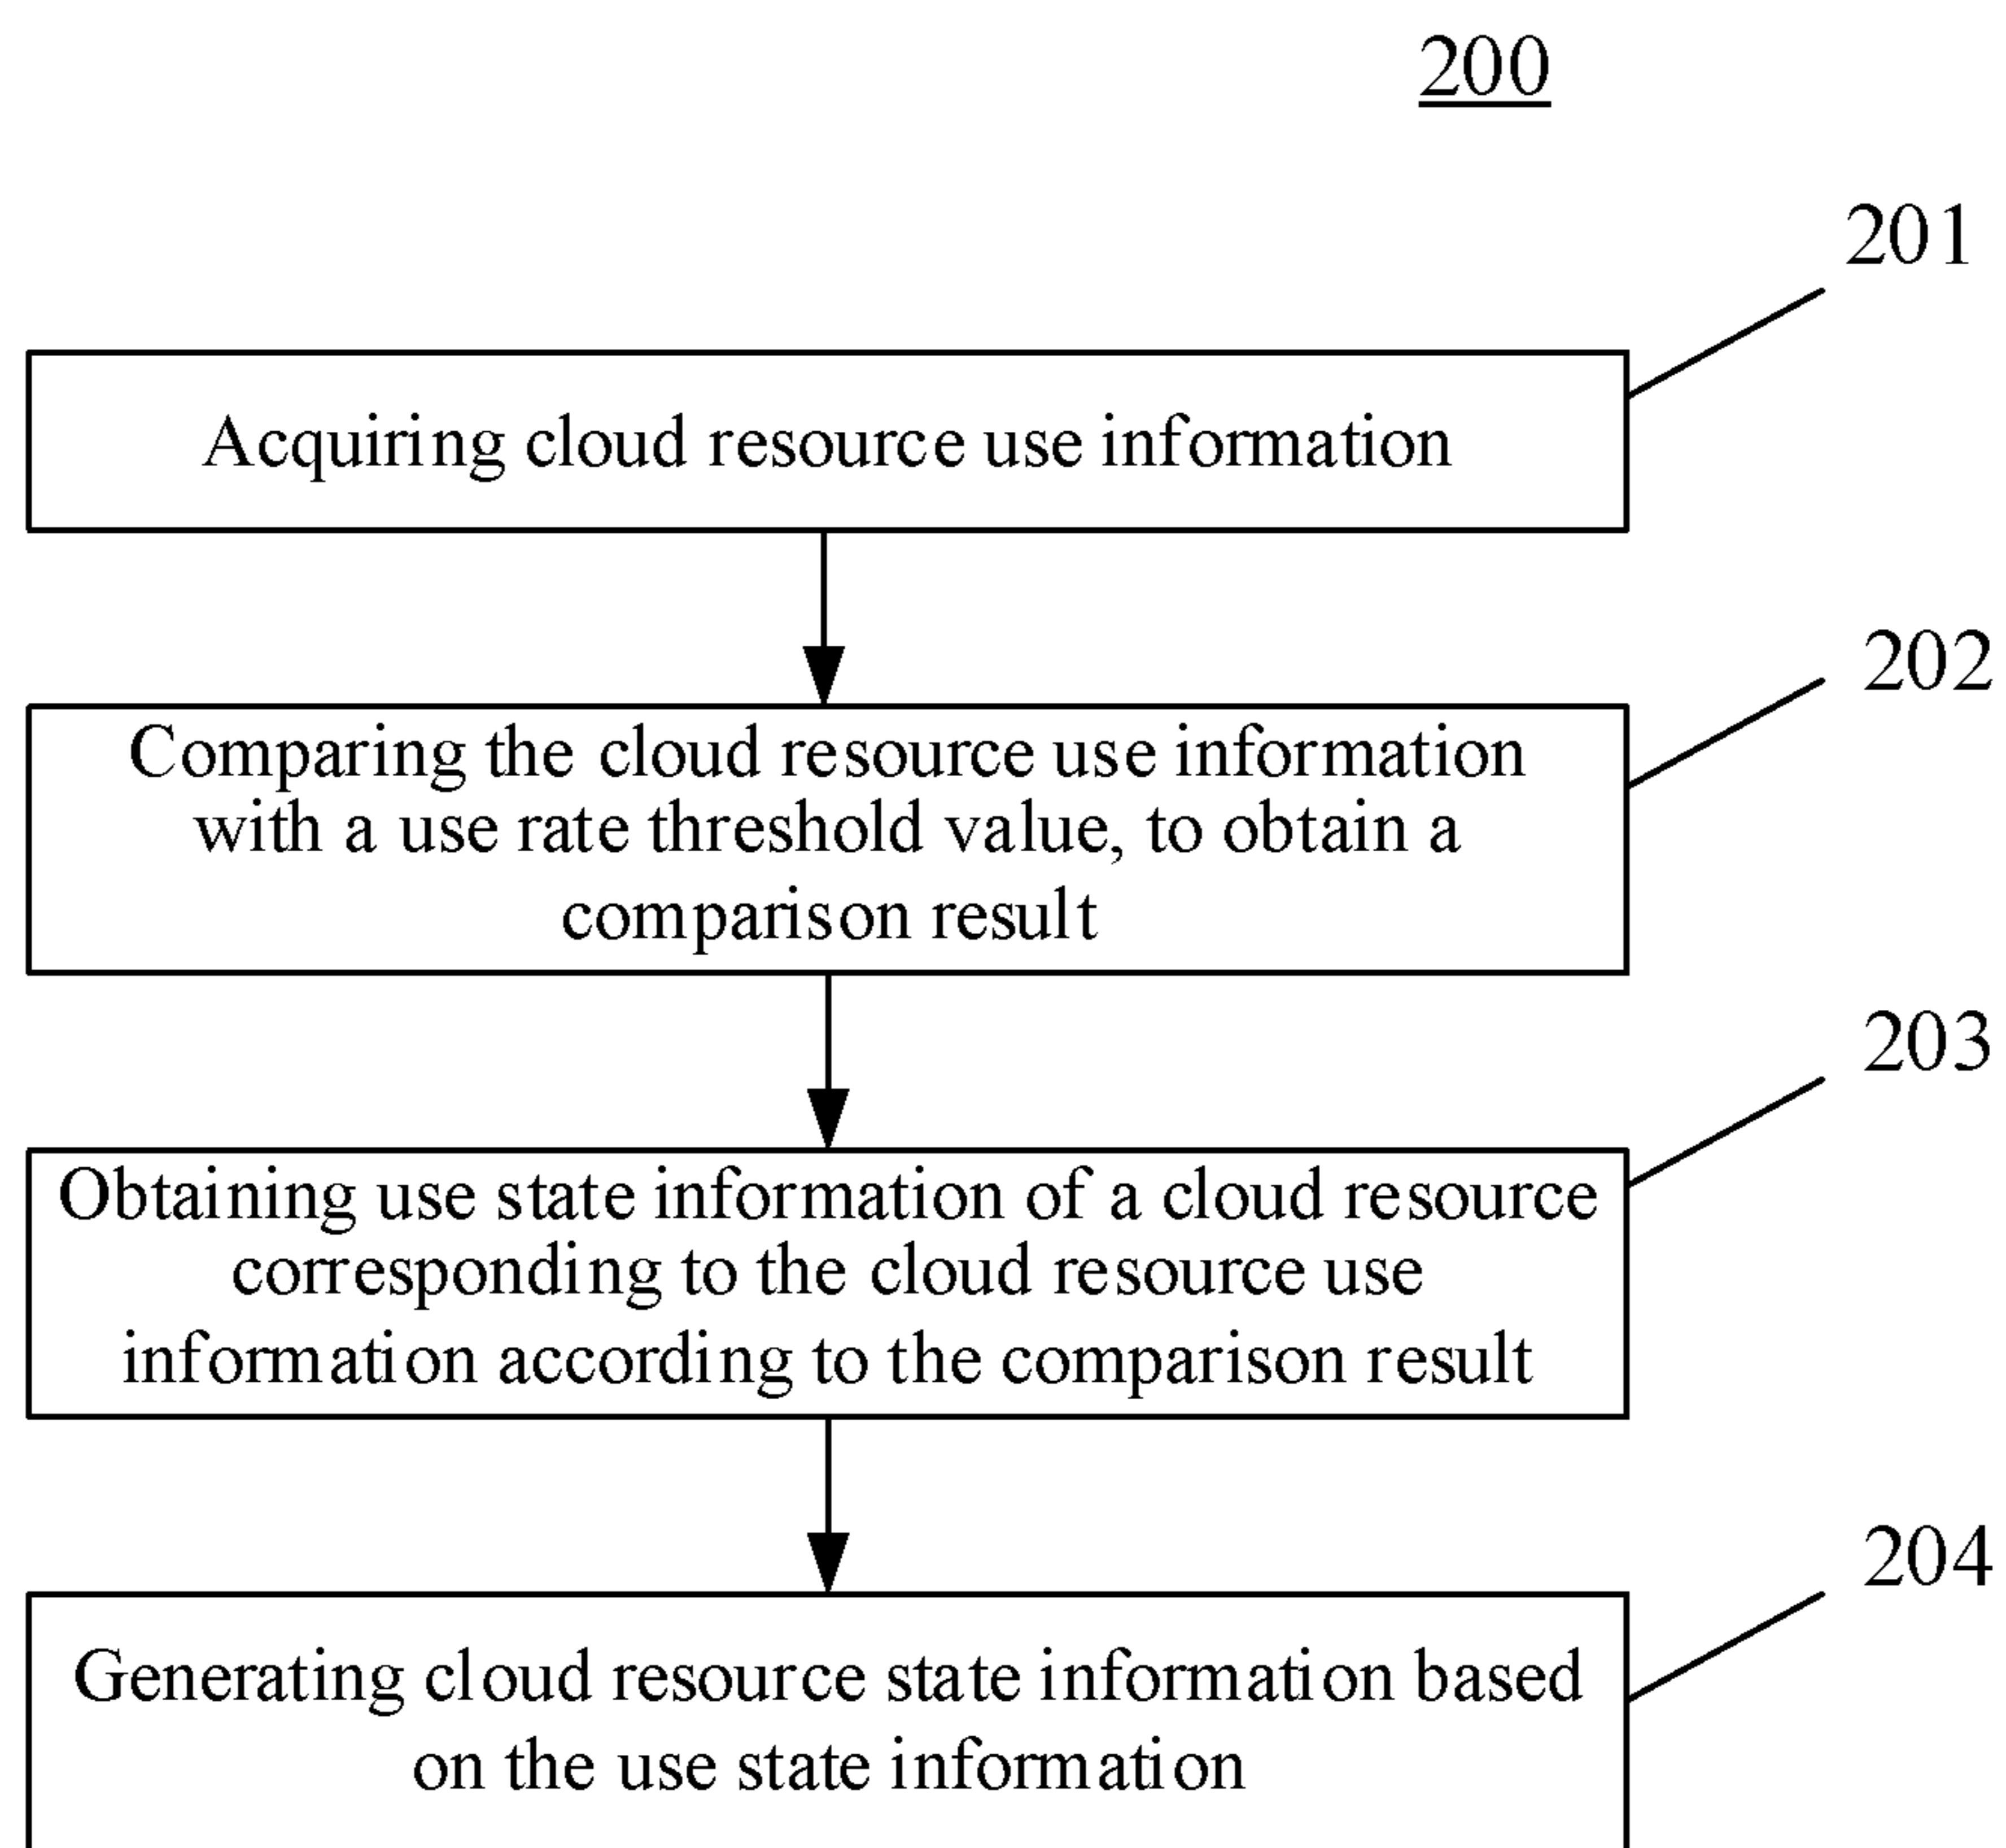 200
201
Acquiring cloud resource use information
202
Comparing the cloud resource use information
with a use rate threshold value, to obtain a
comparison result
203
Obtaining use state information of a cloud resource
corresponding to the cloud resource use
information according to the comparison result
204
Generating cloud resource state information based
on the use state information